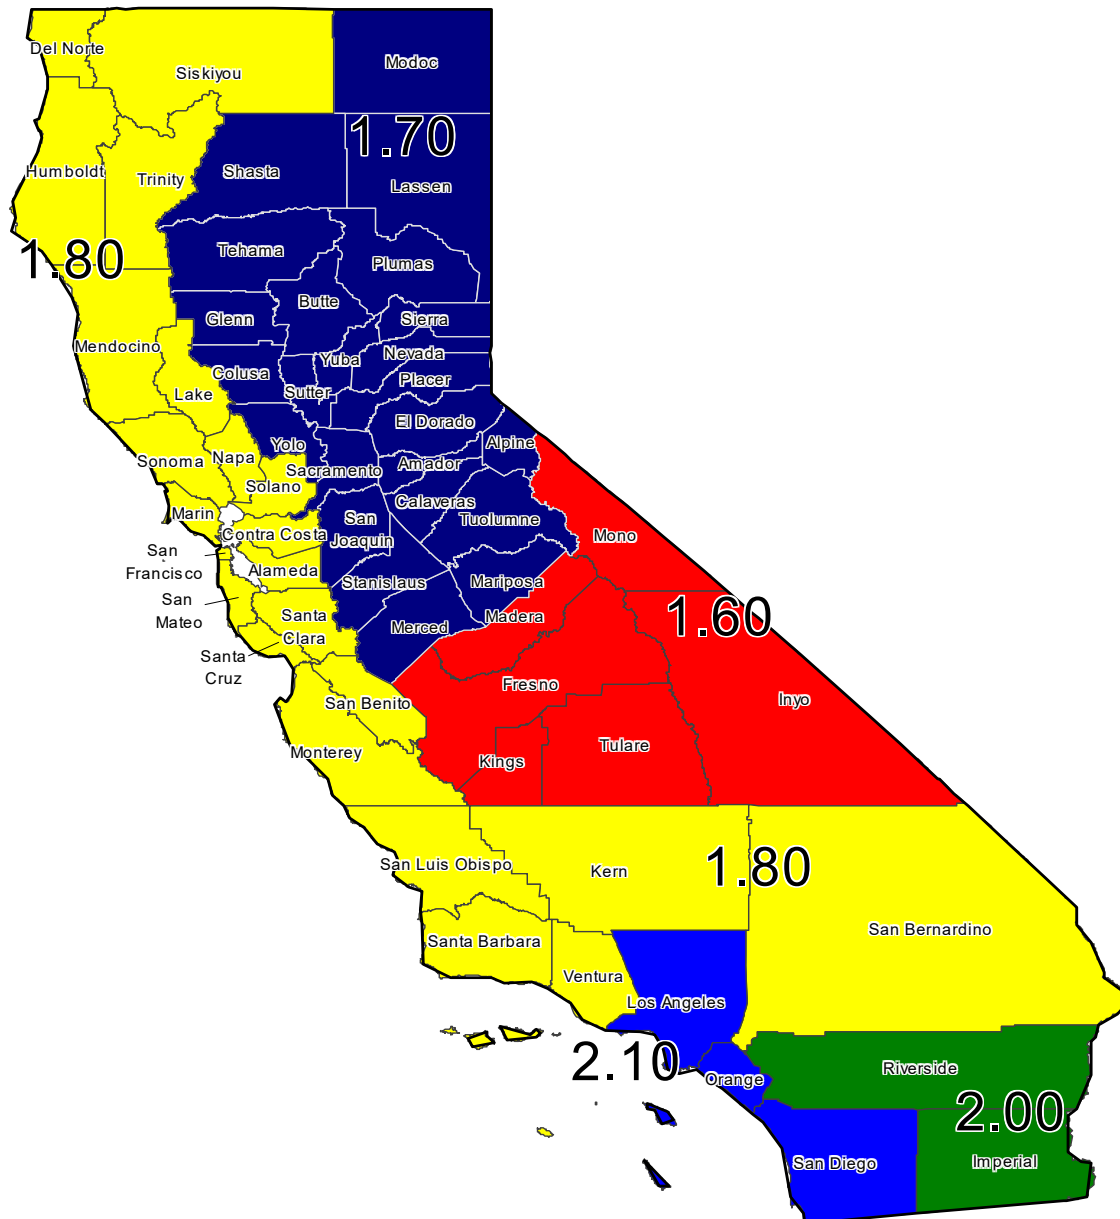 Del Norte
Siskiyou
Modoc
1.70
Humboldt
Trinity
Shasta
Lassen
1.80
Tehama
Plumas
Butte
Glenn
Sierra
Mendocino
Yuba
Nevada
Colusa
Placer
Lake
Sutter
El Dorado
Yolo
Alpine
Sonoma
Napa
Sacramento
Amador
Solano
Calaveras
Marin
San
Joaquin
Tuolumne
Contra Costa
Mono
San
Francisco
Alameda
Stanislaus
Mariposa
San
Mateo
Santa
Clara
Merced
Madera
1.60
Santa
Cruz
Fresno
Inyo
San Benito
Monterey
Kings
Tulare
San Luis Obispo
Kern
1.80
San Bernardino
Santa Barbara
Ventura
Los Angeles
2.10
Orange
Riverside
2.00
San Diego
Imperial